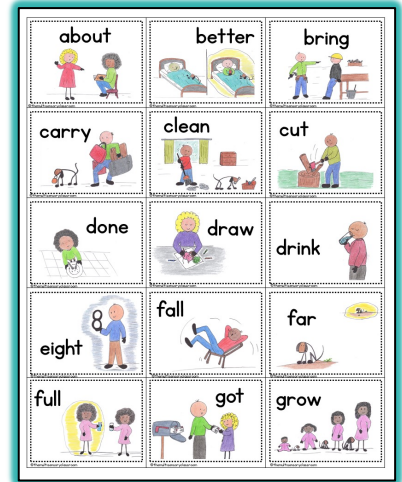 about
better
bring
carry
clean
cut
done
draw
drink
eight
fall
far
full
got
grow